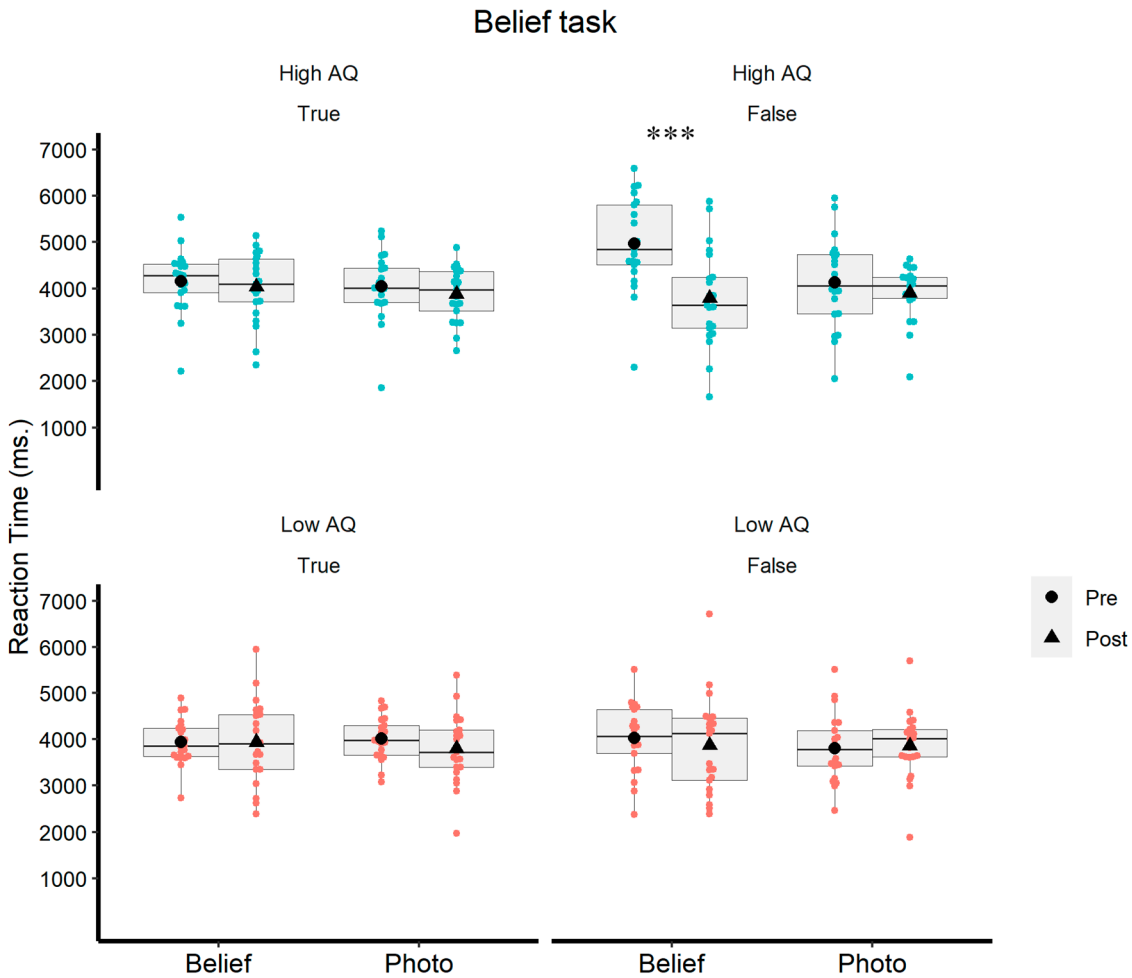 Belief task
High AQ
True
High AQ
False
***
7000
6000
5000
4000
3000
2000
1000
Reaction Time (ms.)
Low AQ
True
Low AQ
False
7000
6000
5000
4000
3000
2000
1000
Pre
Post
Belief
Photo
Belief
Photo